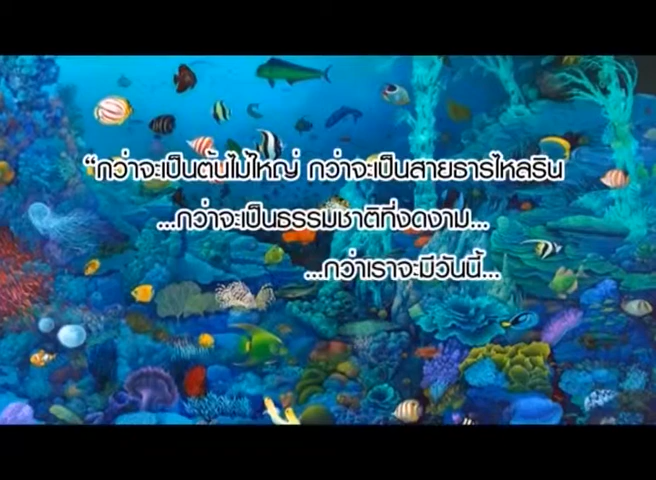 “กว่าจะเป็นต้นไม้ใหญ่ กว่าจะเป็นสายธารไหลริน
...กว่าจะเป็นธรรมชาติที่งดงาม...
...กว่าเราจะมีวันนี้...